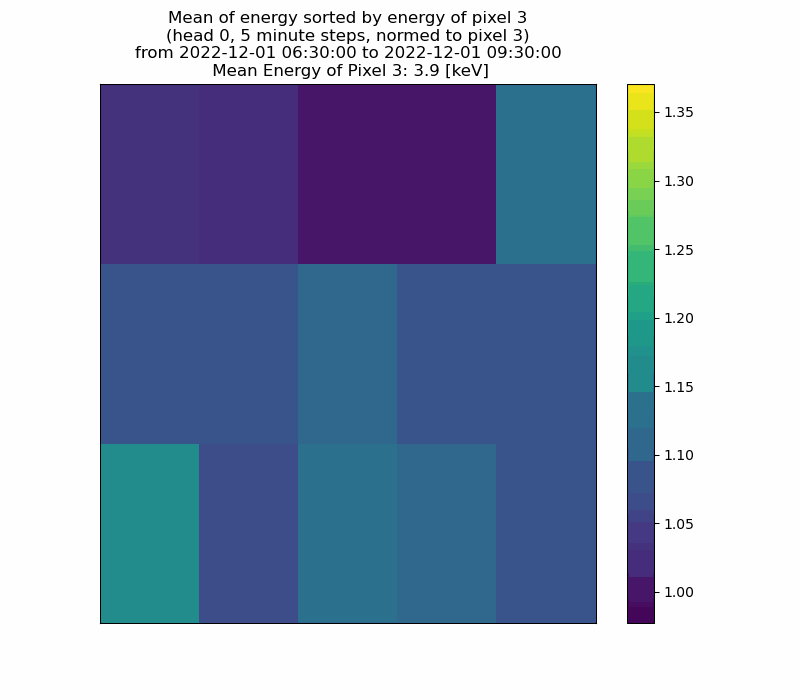 Mean of energy sorted by energy of pixel 3
(head 0, 5 minute steps, normed to pixel 3)
from 2022-12-01 06:30:00 to 2022-12-01 09:30:00
Mean Energy of Pixel 3: 3.9 [keV]
1.35
1.30
1.25
1.20
1.15
1.10
1.05
1.00